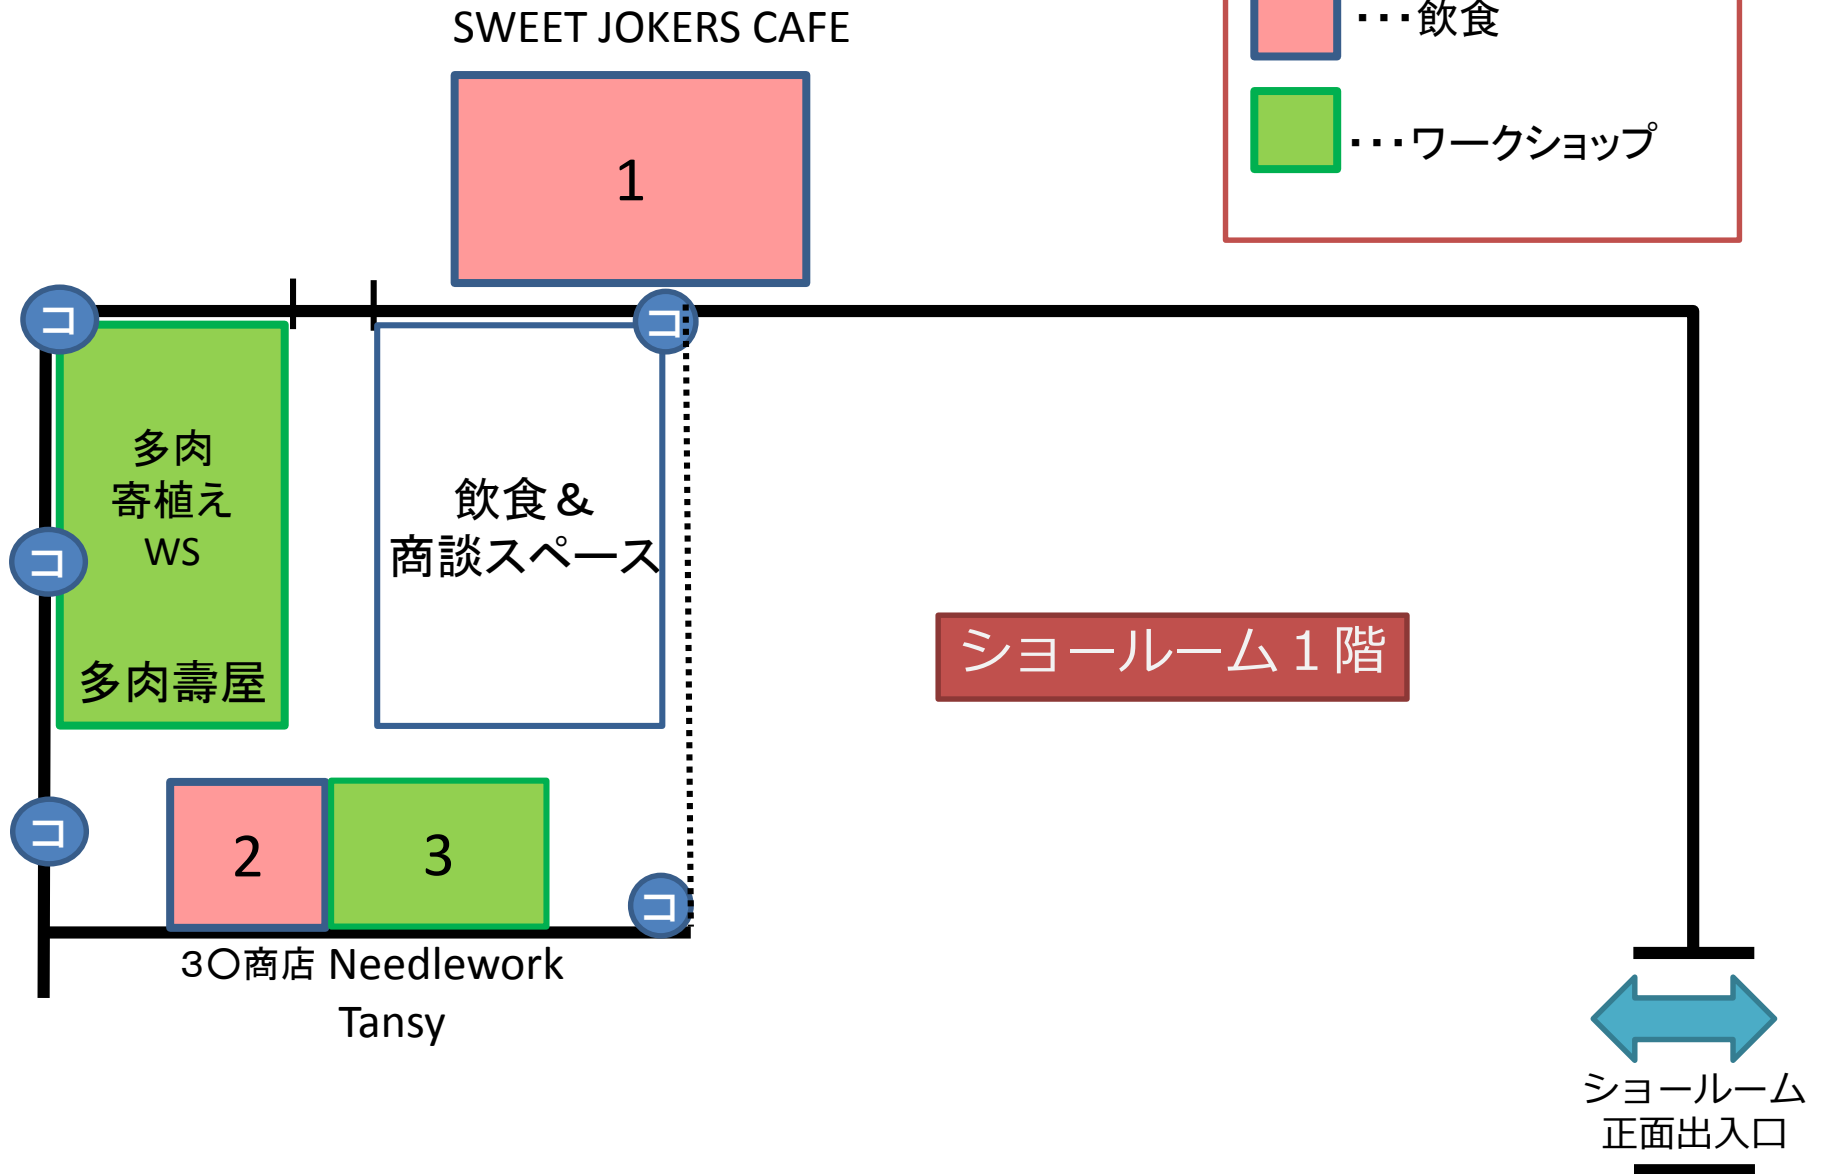 SWEET JOKERS CAFE
・・・飲食
・・・ワークショップ
1
コ
コ
多肉
寄植え
WS
多肉壽屋
飲食＆
商談スペース
コ
ショールーム１階
コ
2
3
コ
３〇商店 Needlework
Tansy
ショールーム
正面出入口